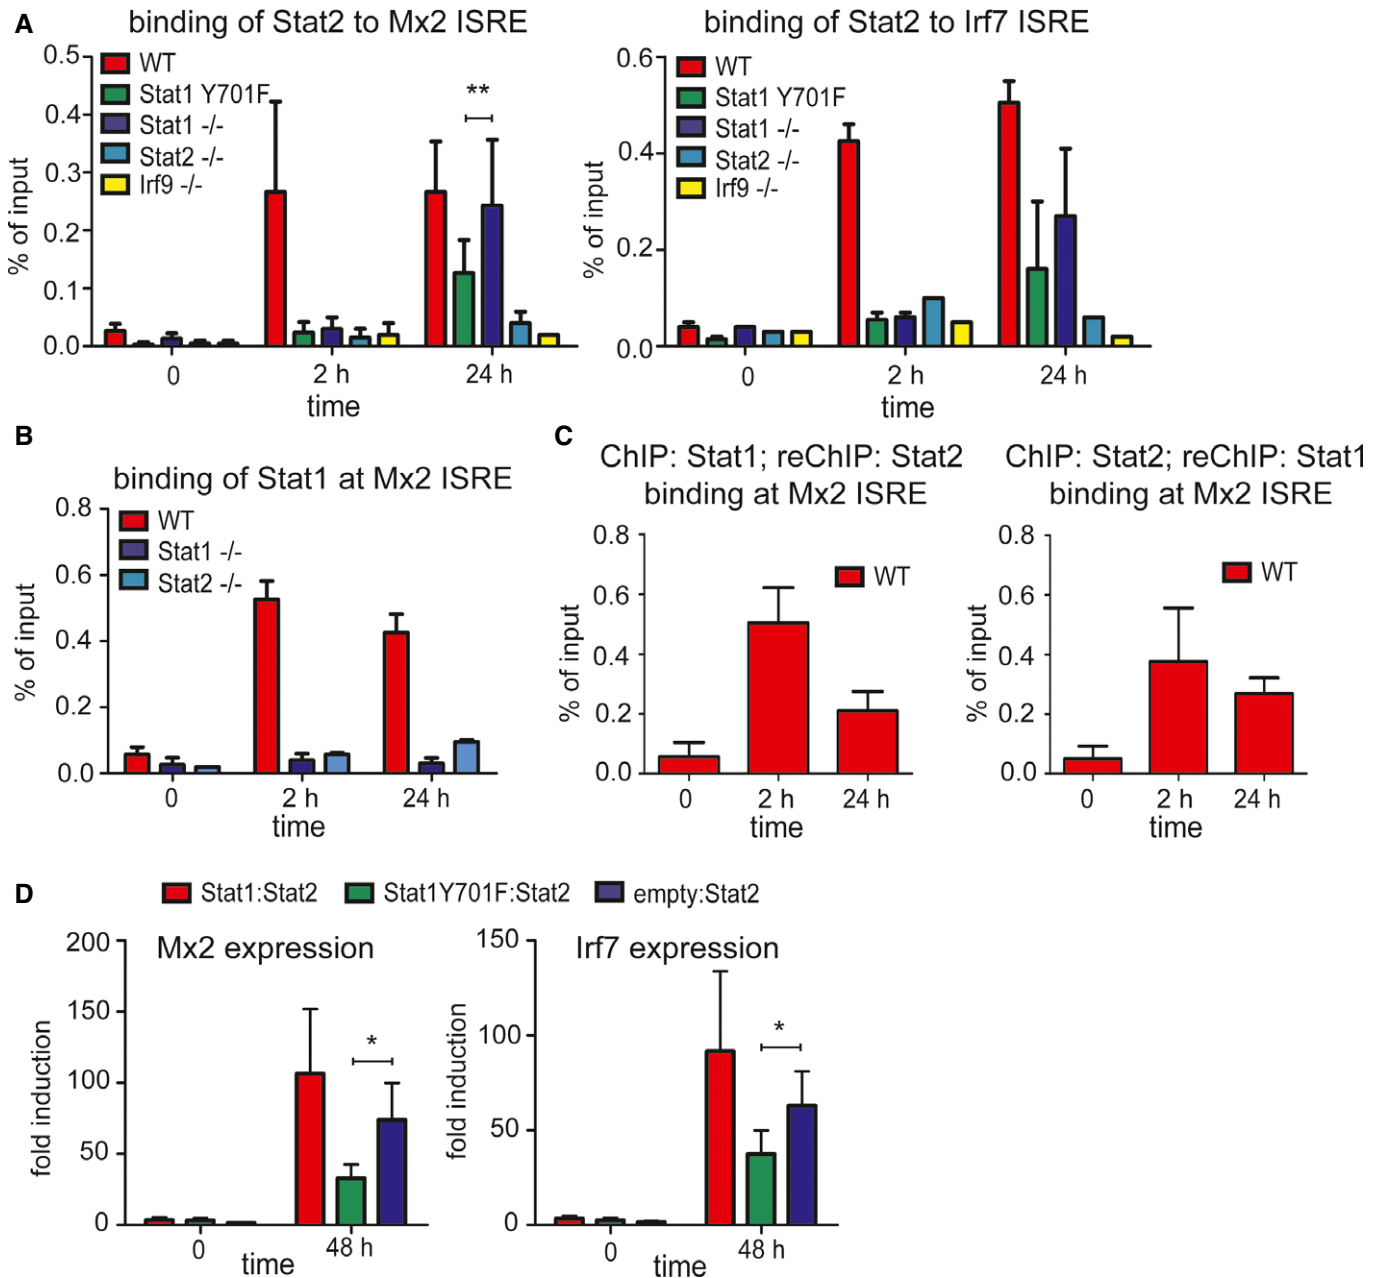 A
binding of Stat2 to Mx2 ISRE
0.5
0.4
0.3
0.2
0.1
0.0
% of input
WT
Stat1 Y701F
Stat1 -/-
Stat2 -/-
Irf9 -/-
**
0 2 h 24 h
time
binding of Stat2 to Irf7 ISRE
0.6
0.4
0.2
0.0
% of input
WT
Stat1 Y701F
Stat1 -/-
Stat2 -/-
Irf9 -/-
0 2 h 24 h
time
B
binding of Stat1 at Mx2 ISRE
0.8
0.6
0.4
0.2
0.0
% of input
WT
Stat1 -/-
Stat2 -/-
0 2 h 24 h
time
C
ChIP: Stat1; reChIP: Stat2
binding at Mx2 ISRE
0.8
0.6
0.4
0.2
0.0
% of input
WT
0 2 h 24 h
time
ChIP: Stat2; reChIP: Stat1
binding at Mx2 ISRE
0.8
0.6
0.4
0.2
0.0
% of input
WT
0 2 h 24 h
time
D
Stat1:Stat2 Stat1Y701F:Stat2 empty:Stat2
Mx2 expression
200
150
100
50
0
fold induction
*
0 48 h
time
Irf7 expression
150
100
50
0
fold induction
*
0 48 h
time